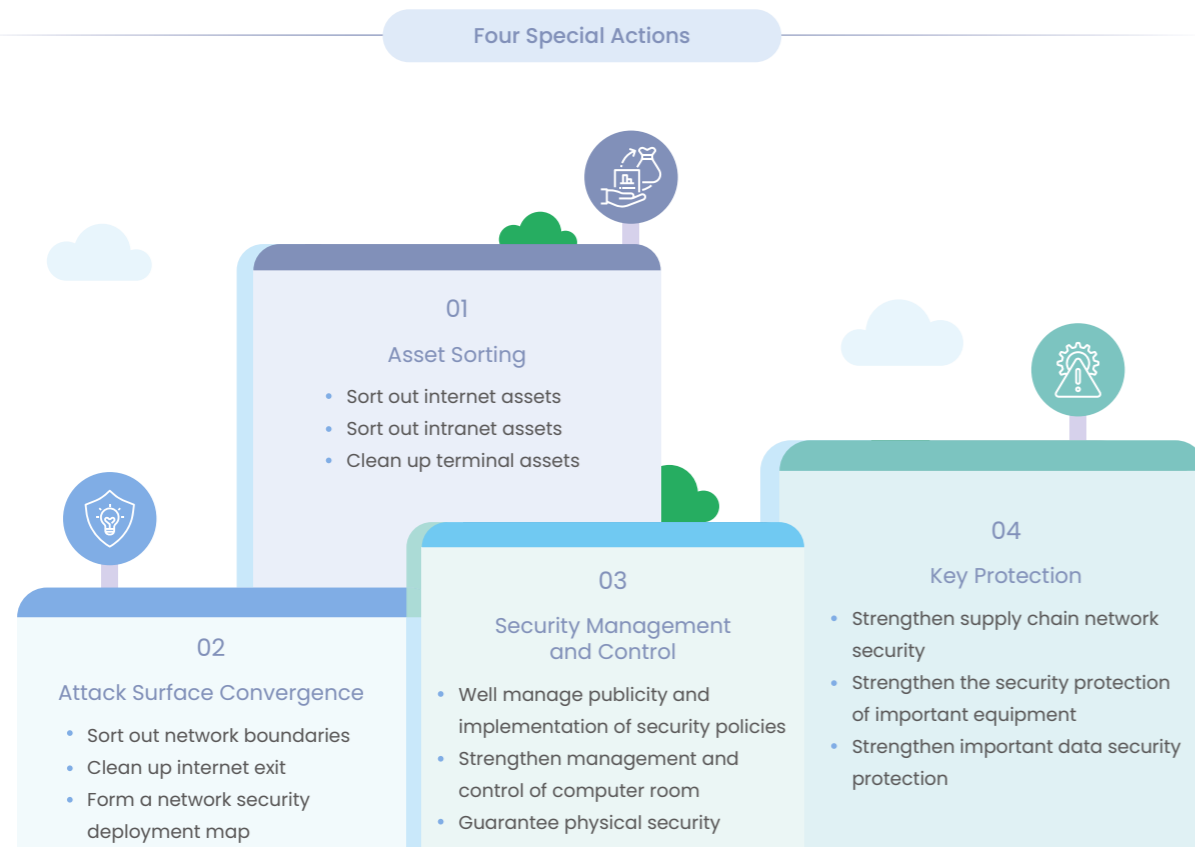 Four Special Actions
01
Asset Sorting
• Sort out internet assets
• Sort out intranet assets
• Clean up terminal assets
02
Attack Surface Convergence
• Sort out network boundaries
• Clean up internet exit
• Form a network security
deployment map
03
Security Management
and Control
• Well manage publicity and
implementation of security policies
• Strengthen management and
control of computer room
• Guarantee physical security
04
Key Protection
• Strengthen supply chain network
security
• Strengthen the security protection
of important equipment
• Strengthen important data security
protection